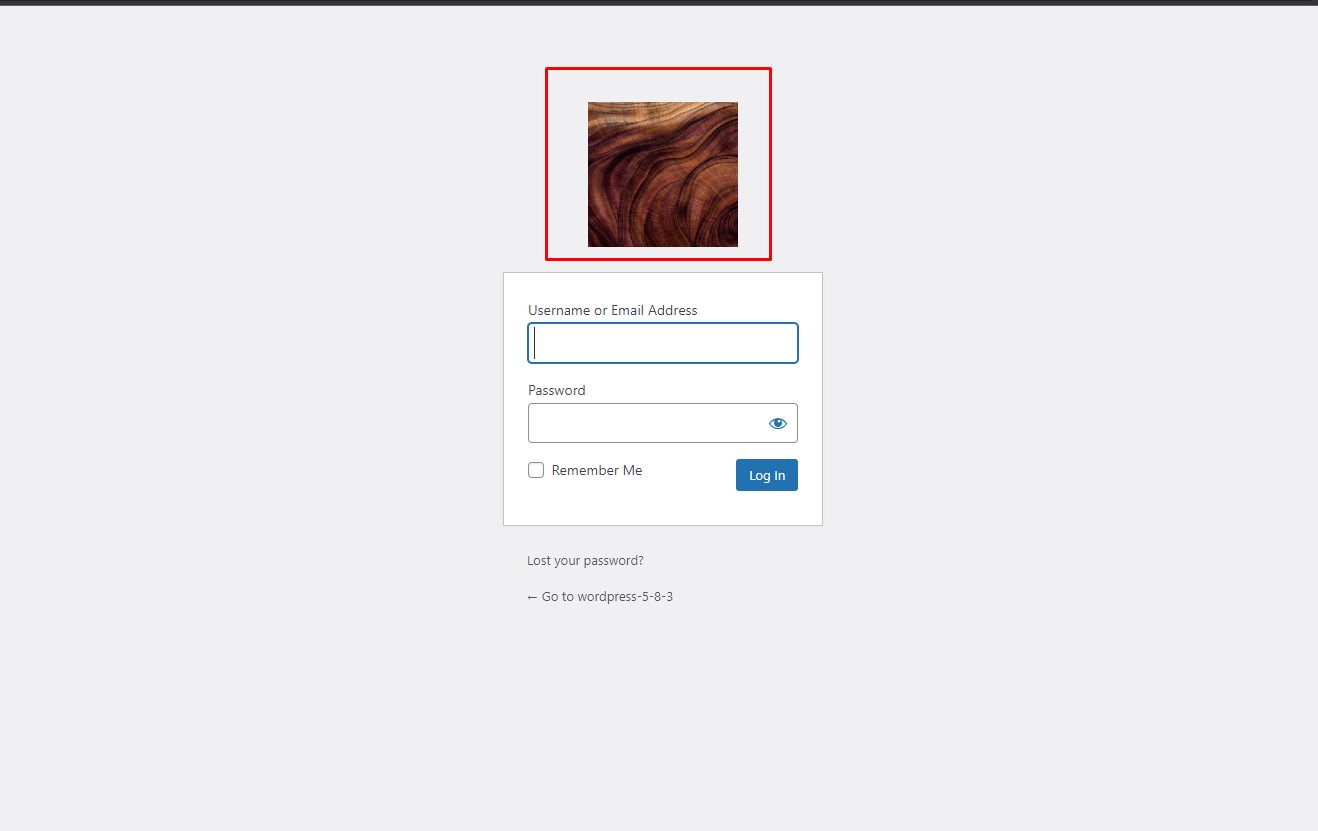 Username or Email Address
Password
Remember Me
Log In
Lost your password?
← Go to wordpress-5-8-3